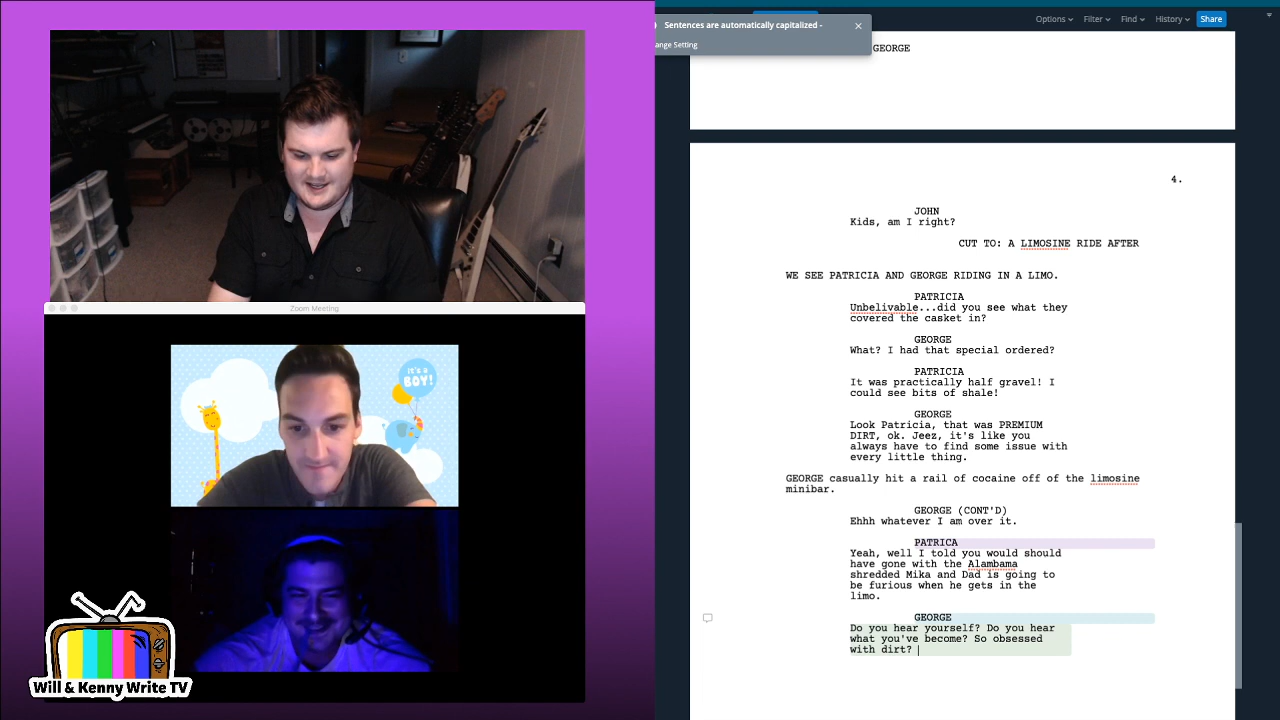 Sentences are automatically capitalized -
ange Setting
Options
Filter
Find
History
Share
GEORGE
4.
JOHN
Kids, am I right?
CUT TO: A LIMOSINE RIDE AFTER
WE SEE PATRICIA AND GEORGE RIDING IN A LIMO.
PATRICIA
Unbelivable...did you see what they
covered the casket in?
GEORGE
What? I had that special ordered?
PATRICIA
It was practically half gravel! I
could see bits of shale!
GEORGE
Look Patricia, that was PREMIUM
DIRT, ok. Jeez, it's like you
always have to find some issue with
every little thing.
GEORGE casually hit a rail of cocaine off of the limosine
minibar.
GEORGE (CONT'D)
Ehhh whatever I am over it.
PATRICA
Yeah, well I told you would should
have gone with the Alambama
shredded Mika and Dad is going to
be furious when he gets in the
limo.
GEORGE
Do you hear yourself? Do you hear
what you've become? So obsessed
with dirt?
Zoom Meeting
IT'S A
BOY!
Will & Kenny Write TV